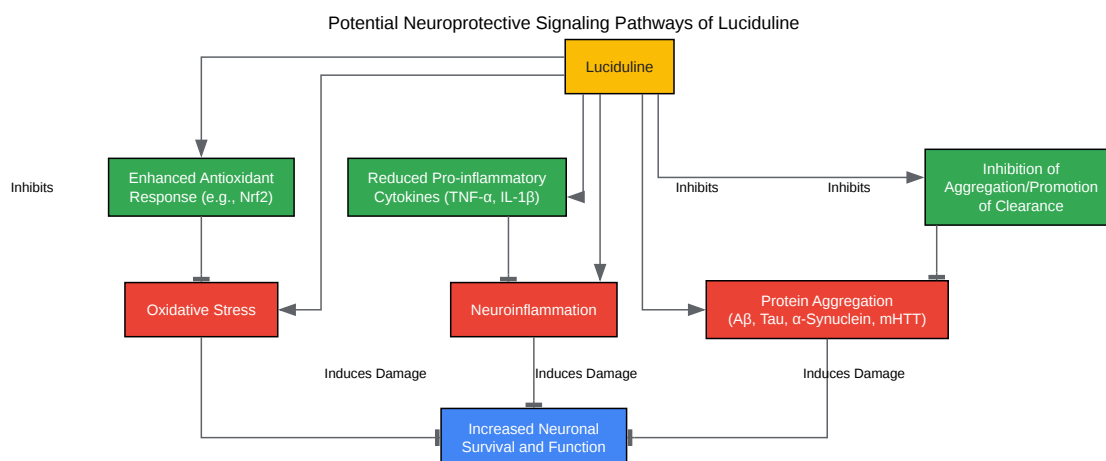 Potential Neuroprotective Signaling Pathways of Luciduline
Luciduline
Inhibits
Enhanced Antioxidant
Response (e.g., Nrf2)
Reduced Pro-inflammatory
Cytokines (TNF-α, IL-1β)
Inhibits
Inhibits
Inhibition of
Aggregation/Promotion
of Clearance
Oxidative Stress
Neuroinflammation
Protein Aggregation
(Aβ, Tau, α-Synuclein, mHTT)
Induces Damage
Induces Damage
Induces Damage
Increased Neuronal
Survival and Function